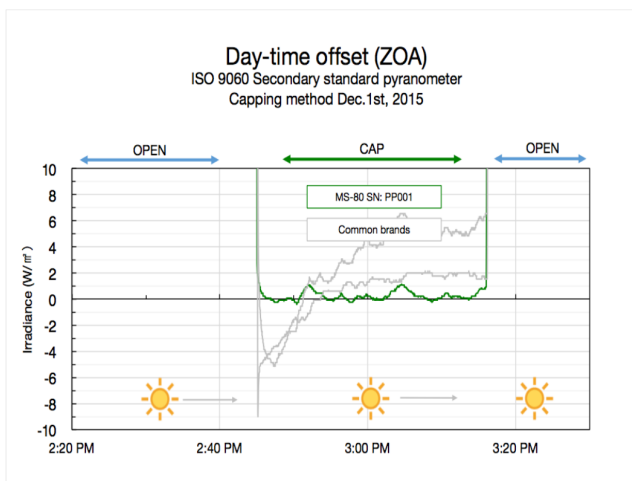 Day-time offset (ZOA)
ISO 9060 Secondary standard pyranometer
Capping method Dec.1st, 2015
OPEN
CAP
OPEN
10
8
6
4
2
0
-2
-4
-6
-8
-10
Irradiance (W/㎡)
MS-80 SN: PP001
Common brands
2:20 PM
2:40 PM
3:00 PM
3:20 PM